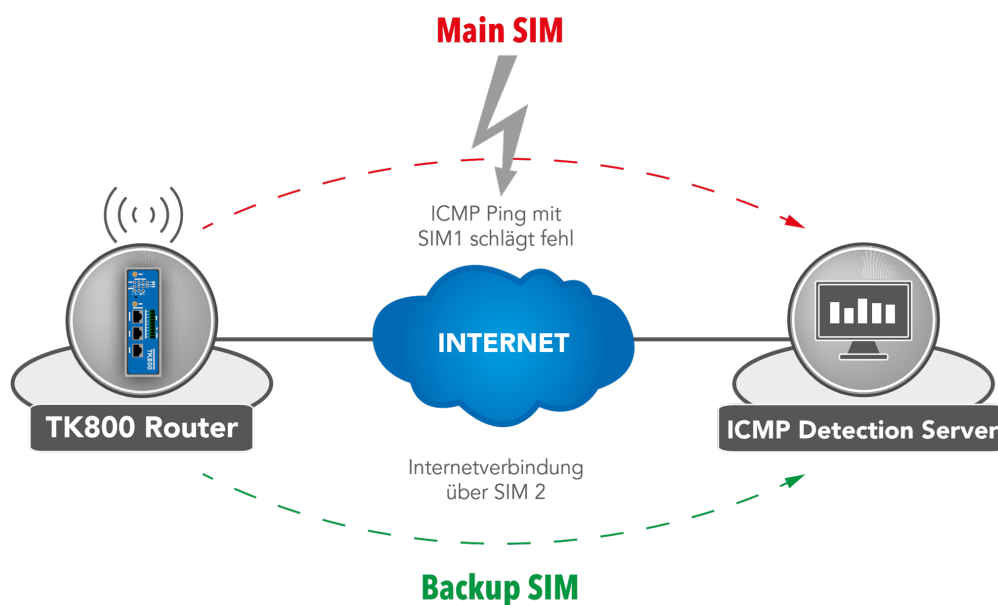 Main SIM
ICMP Ping mit
SIM1 schlägt fehl
INTERNET
TK800
TK800 Router
ICMP Detection Server
Internetverbindung
über SIM 2
Backup SIM